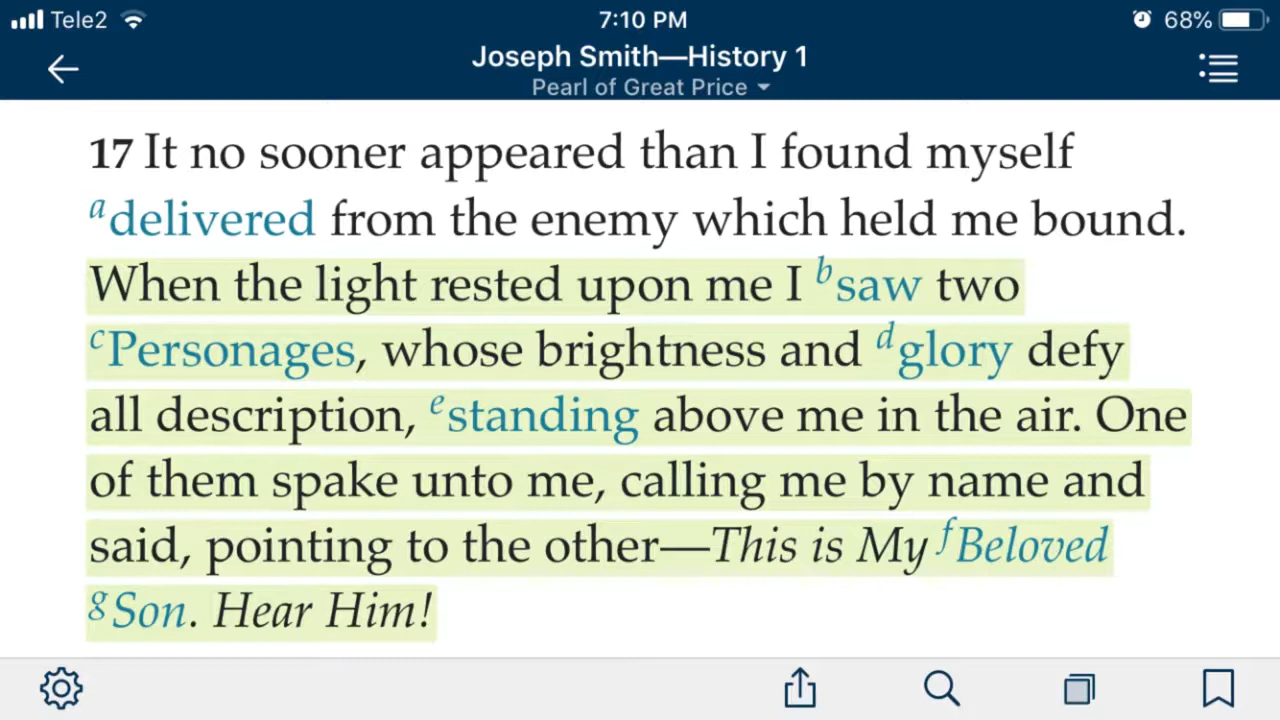 Tele2 7:10 PM 68%
Joseph Smith—History 1
Pearl of Great Price
17 It no sooner appeared than I found myself
a delivered from the enemy which held me bound.
When the light rested upon me I b saw two
c Personages, whose brightness and d glory defy
all description, e standing above me in the air. One
of them spake unto me, calling me by name and
said, pointing to the other—This is My f Beloved
g Son. Hear Him!